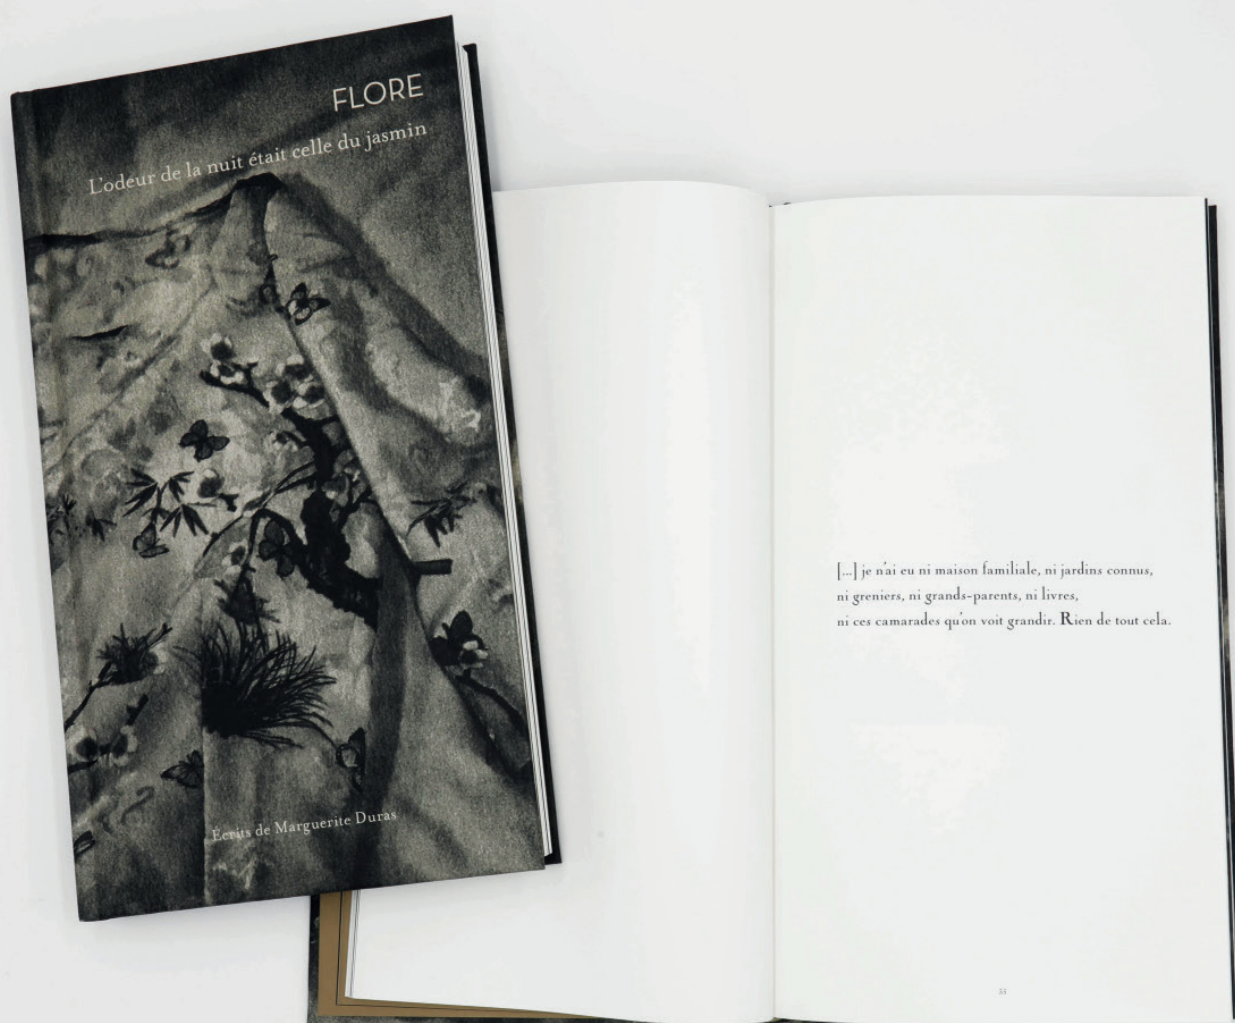 FLORE
L'odeur de la nuit était celle du jasmin
Écrits de Marguerite Duras
[...] je n'ai eu ni maison familiale, ni jardins connus,
ni greniers, ni grands-parents, ni livres,
ni ces camarades qu'on voit grandir. Rien de tout cela.